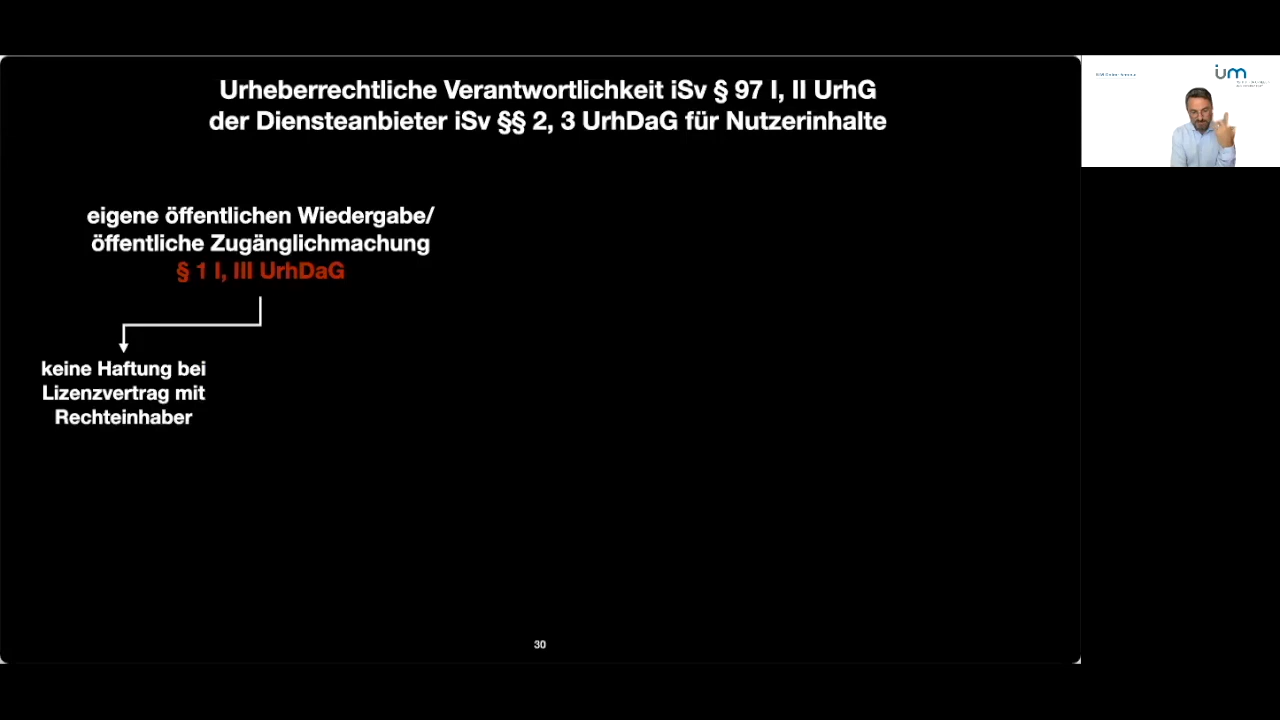 Urheberrechtliche Verantwortlichkeit iSv § 97 I, II UrhG
der Diensteanbieter iSv §§ 2, 3 UrhDaG für Nutzerinhalte
eigene öffentlichen Wiedergabe/
öffentliche Zugänglichmachung
§ 1 I, III UrhDaG
keine Haftung bei
Lizenzvertrag mit
Rechteinhaber
30
um